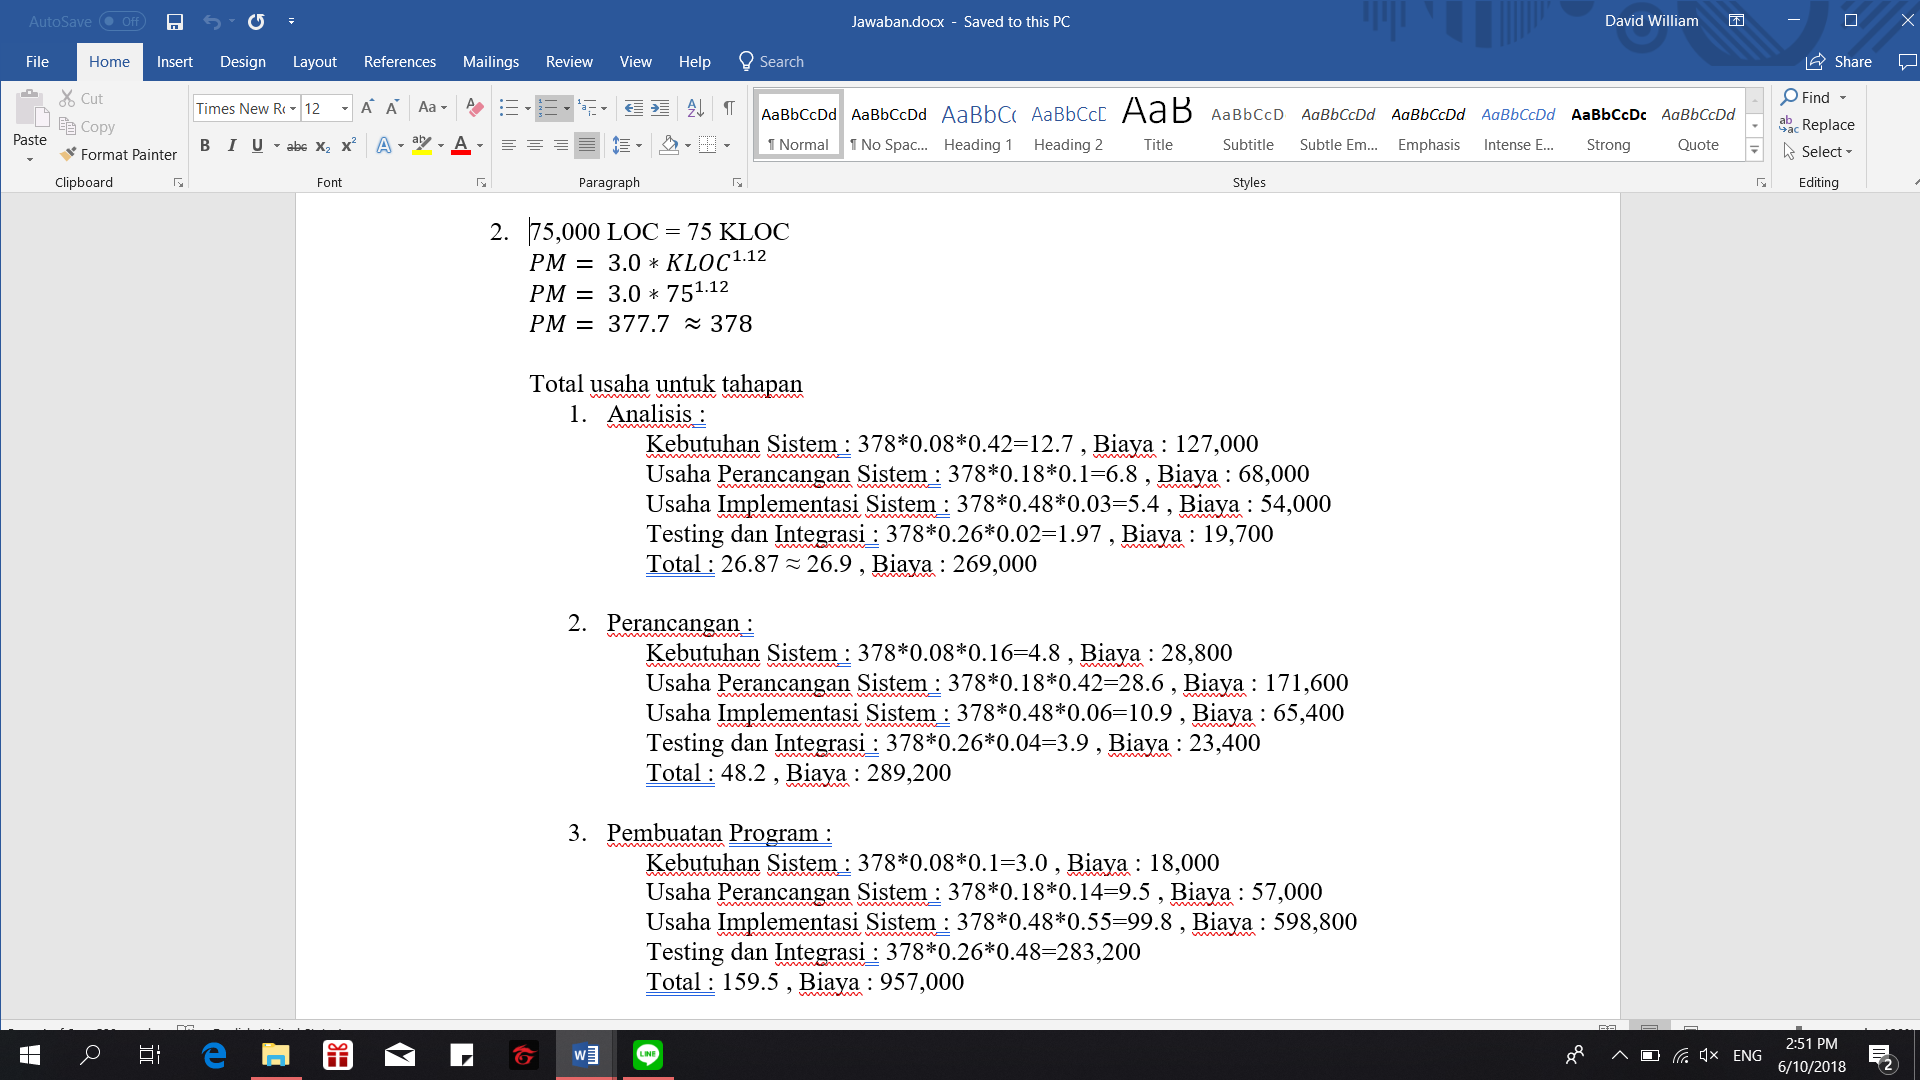 AutoSave Off
Jawaban.docx - Saved to this PC
David William
File Home Insert Design Layout References Mailings Review View Help Search Share
Paste
Cut
Copy
Format Painter
Clipboard
Times New 12
Font
Paragraph
AaBbCcDd AaBbCcDd AaBbCc AaBbCcD AaB AaBbCcD AaBbCcDd AaBbCcDd AaBbCcDd AaBbCcDc AaBbCcDd
¶ Normal ¶ No Spac... Heading 1 Heading 2 Title Subtitle Subtle Em... Emphasis Intense E... Strong Quote
Styles
Find
Replace
Select
Editing
2. 75,000 LOC = 75 KLOC
PM = 3.0 ∗ KLOC^1.12
PM = 3.0 ∗ 75^1.12
PM = 377.7 ≈ 378
Total usaha untuk tahapan
1. Analisis :
Kebutuhan Sistem : 378*0.08*0.42=12.7 , Biaya : 127,000
Usaha Perancangan Sistem : 378*0.18*0.1=6.8 , Biaya : 68,000
Usaha Implementasi Sistem : 378*0.48*0.03=5.4 , Biaya : 54,000
Testing dan Integrasi : 378*0.26*0.02=1.97 , Biaya : 19,700
Total : 26.87 ≈ 26.9 , Biaya : 269,000
2. Perancangan :
Kebutuhan Sistem : 378*0.08*0.16=4.8 , Biaya : 28,800
Usaha Perancangan Sistem : 378*0.18*0.42=28.6 , Biaya : 171,600
Usaha Implementasi Sistem : 378*0.48*0.06=10.9 , Biaya : 65,400
Testing dan Integrasi : 378*0.26*0.04=3.9 , Biaya : 23,400
Total : 48.2 , Biaya : 289,200
3. Pembuatan Program :
Kebutuhan Sistem : 378*0.08*0.1=3.0 , Biaya : 18,000
Usaha Perancangan Sistem : 378*0.18*0.14=9.5 , Biaya : 57,000
Usaha Implementasi Sistem : 378*0.48*0.55=99.8 , Biaya : 598,800
Testing dan Integrasi : 378*0.26*0.48=283,200
Total : 159.5 , Biaya : 957,000
LINE
ENG
2:51 PM
6/10/2018
2